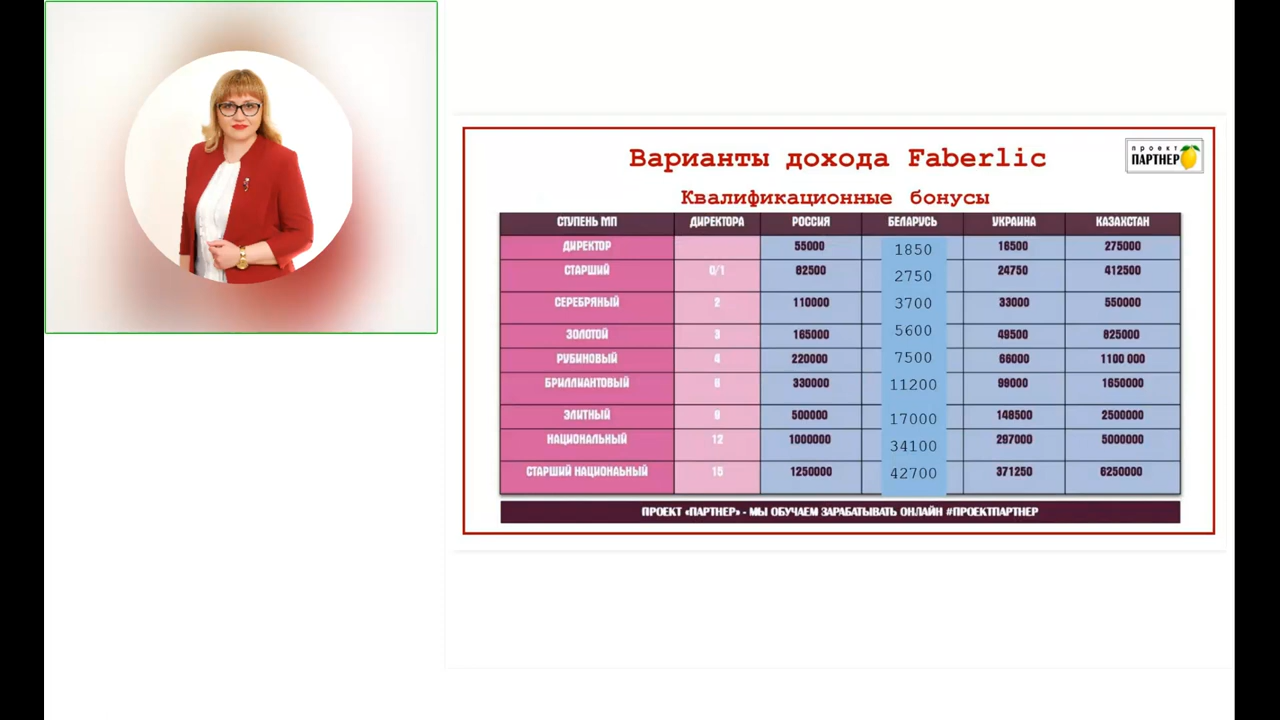 Варианты дохода Faberlic
проект
ПАРТНЕР
Квалификационные бонусы
СТУПЕНЬ МП ДИРЕКТОРА РОССИЯ БЕЛАРУСЬ УКРАИНА КАЗАХСТАН
ДИРЕКТОР 55000 1850 16500 275000
СТАРШИЙ 0/1 82500 2750 24750 412500
СЕРЕБРЯНЫЙ 2 110000 3700 33000 550000
ЗОЛОТОЙ 3 165000 5600 49500 825000
РУБИНОВЫЙ 4 220000 7500 66000 1100 000
БРИЛЛИАНТОВЫЙ 330000 11200 99000 1650000
ЭЛИТНЫЙ 500000 17000 148500 2500000
НАЦИОНАЛЬНЫЙ 12 1000000 34100 297000 5000000
СТАРШИЙ НАЦИОНАЬНЫЙ 15 1250000 42700 371250 6250000
ПРОЕКТ «ПАРТНЕР» - МЫ ОБУЧАЕМ ЗАРАБАТЫВАТЬ ОНЛАЙН #ПРОЕКТПАРТНЕР